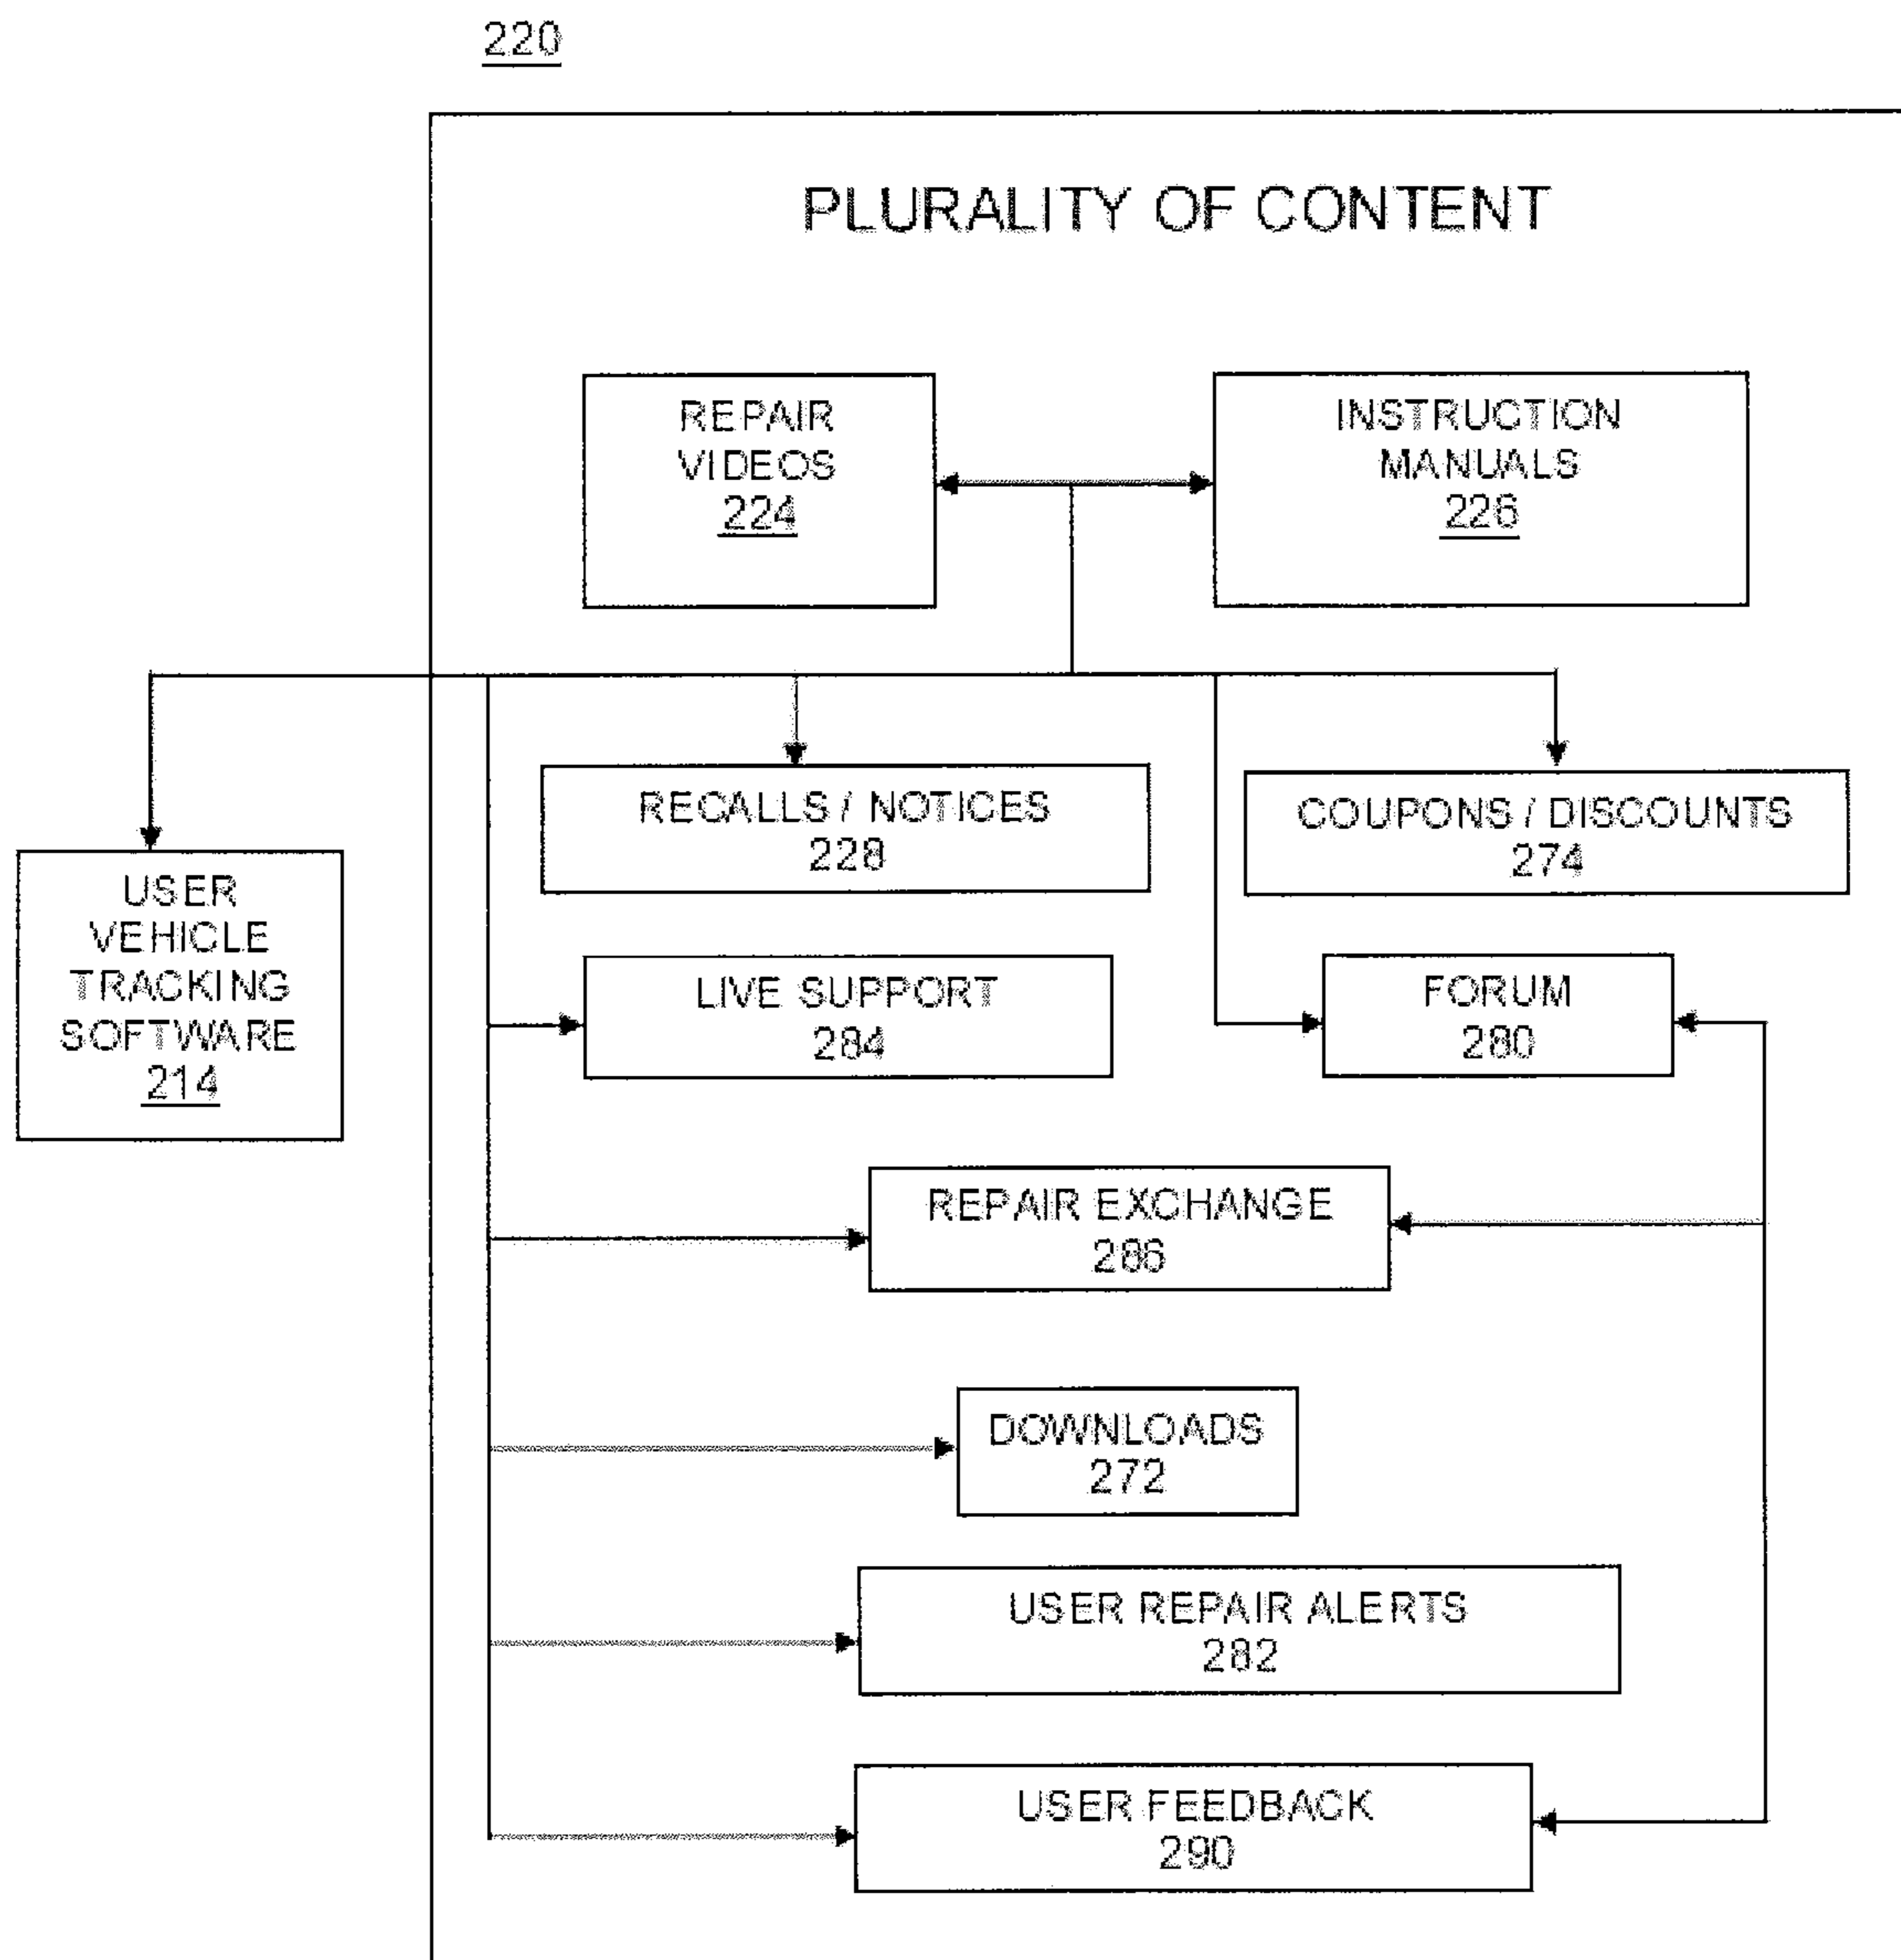 220
PLURALITY OF CONTENT
REPAIR
VIDEOS
224
INSTRUCTION
MANUALS
226
RECALLS / NOTICES
228
COUPONS / DISCOUNTS
274
USER
VEHICLE
TRACKING
SOFTWARE
214
LIVE SUPPORT
284
FORUM
280
REPAIR EXCHANGE
286
DOWNLOADS
272
USER REPAIR ALERTS
282
USER FEEDBACK
290